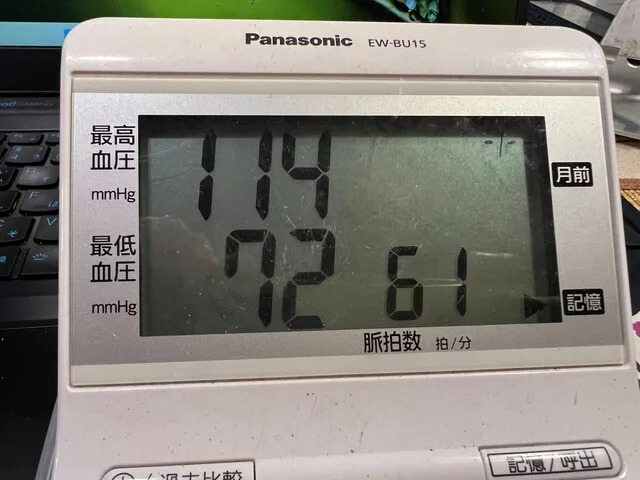 Panasonic EW-BU15
最高
血圧
mmHg
114
月前
最低
血圧
mmHg
72
61
記憶
脈拍数 拍/分
記憶/呼出